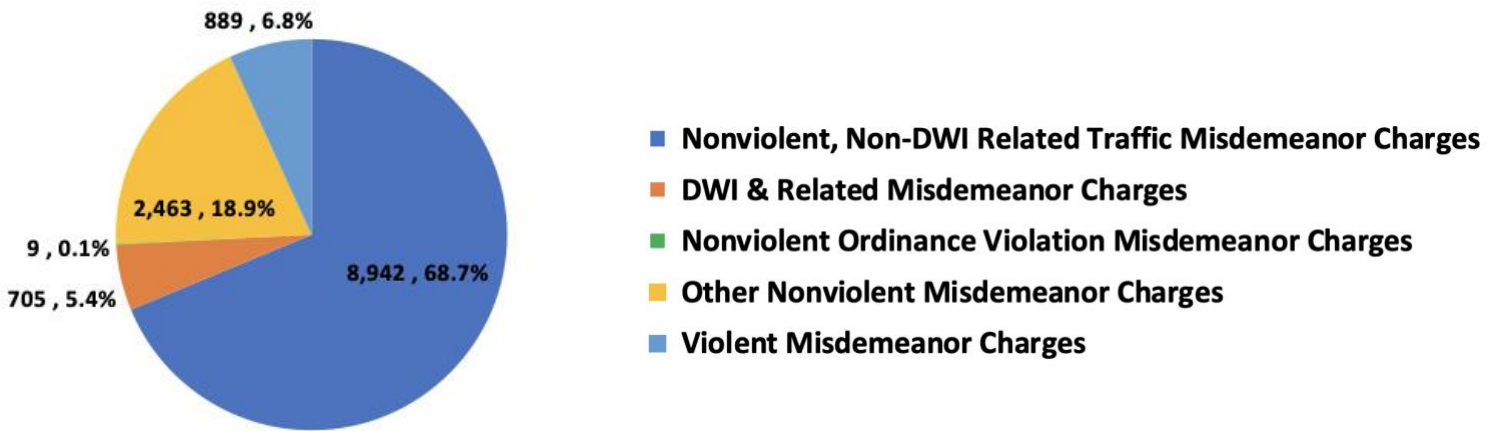 889 , 6.8%
2,463 , 18.9%
9 , 0.1%
705 , 5.4%
8,942 , 68.7%
Nonviolent, Non-DWI Related Traffic Misdemeanor Charges
DWI & Related Misdemeanor Charges
Nonviolent Ordinance Violation Misdemeanor Charges
Other Nonviolent Misdemeanor Charges
Violent Misdemeanor Charges